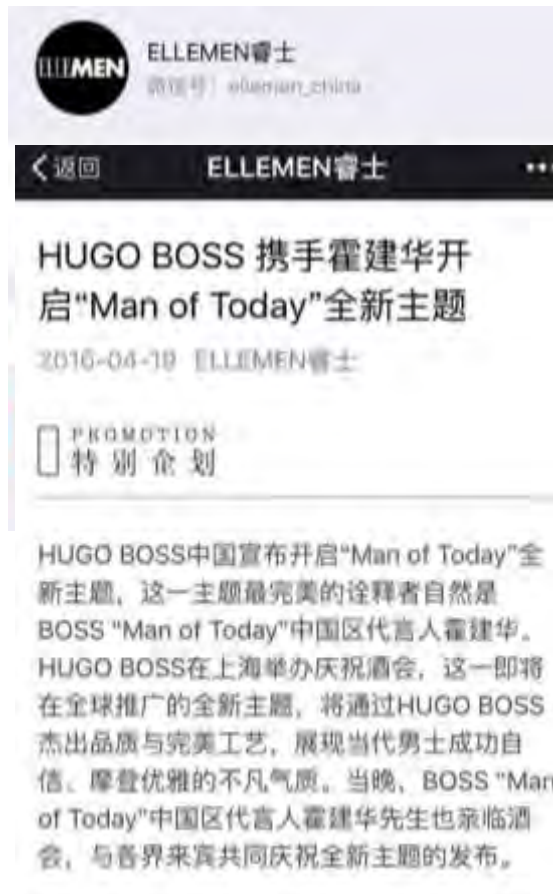 ELLEMEN
ELLEMEN睿士
微信号：ellemen_china
返回
ELLEMEN睿士
HUGO BOSS 携手霍建华开
启“Man of Today”全新主题
2016-04-19 ELLEMEN睿士
PROMOTION
特别企划
HUGO BOSS中国宣布开启“Man of Today”全
新主题，这一主题最完美的诠释者自然是
BOSS “Man of Today”中国区代言人霍建华。
HUGO BOSS在上海举办庆祝酒会，这一即将
在全球推广的全新主题，将通过HUGO BOSS
杰出品质与完美工艺，展现当代男士成功自
信、摩登优雅的不凡气质。当晚，BOSS “Man
of Today”中国区代言人霍建华先生也亲临酒
会，与各界来宾共同庆祝全新主题的发布。